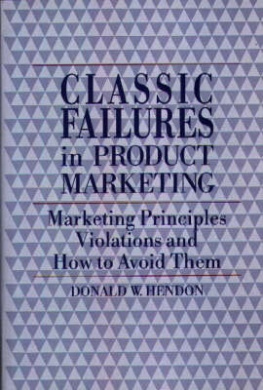 CLASSIC
FAILURES
in PRODUCT
MARKETING
Marketing Principles
Violations and
How to Avoid Them
DONALD W. HENDON